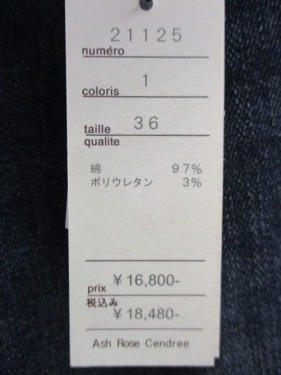 21125
numéro
1
coloris
36
taille
qualite
綿 97%
ポリウレタン 3%
prix ¥16,800-
税込み
¥18,480-
Ash Rose Cendree